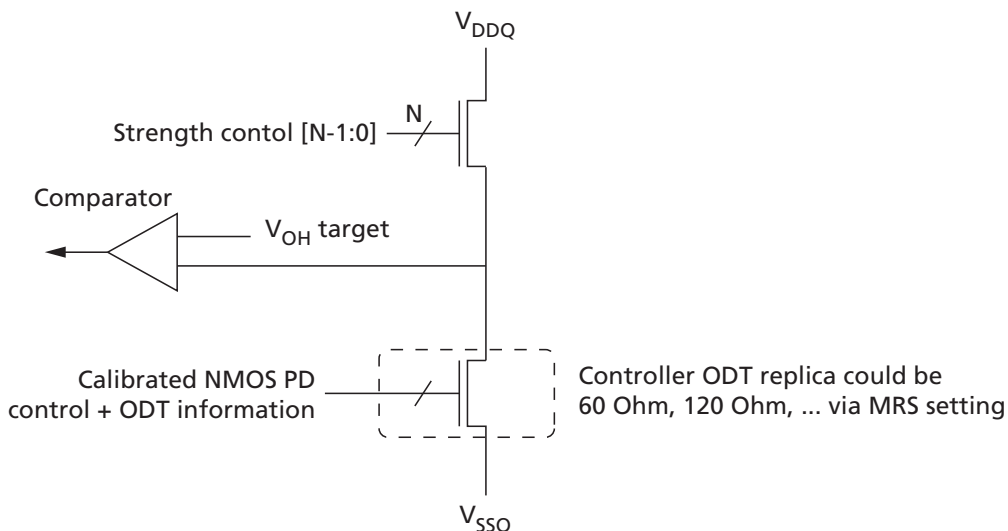 VDDQ
N
Strength contol [N-1:0]
Comparator
VOH target
Calibrated NMOS PD
control + ODT information
Controller ODT replica could be
60 Ohm, 120 Ohm, ... via MRS setting
VSSQ